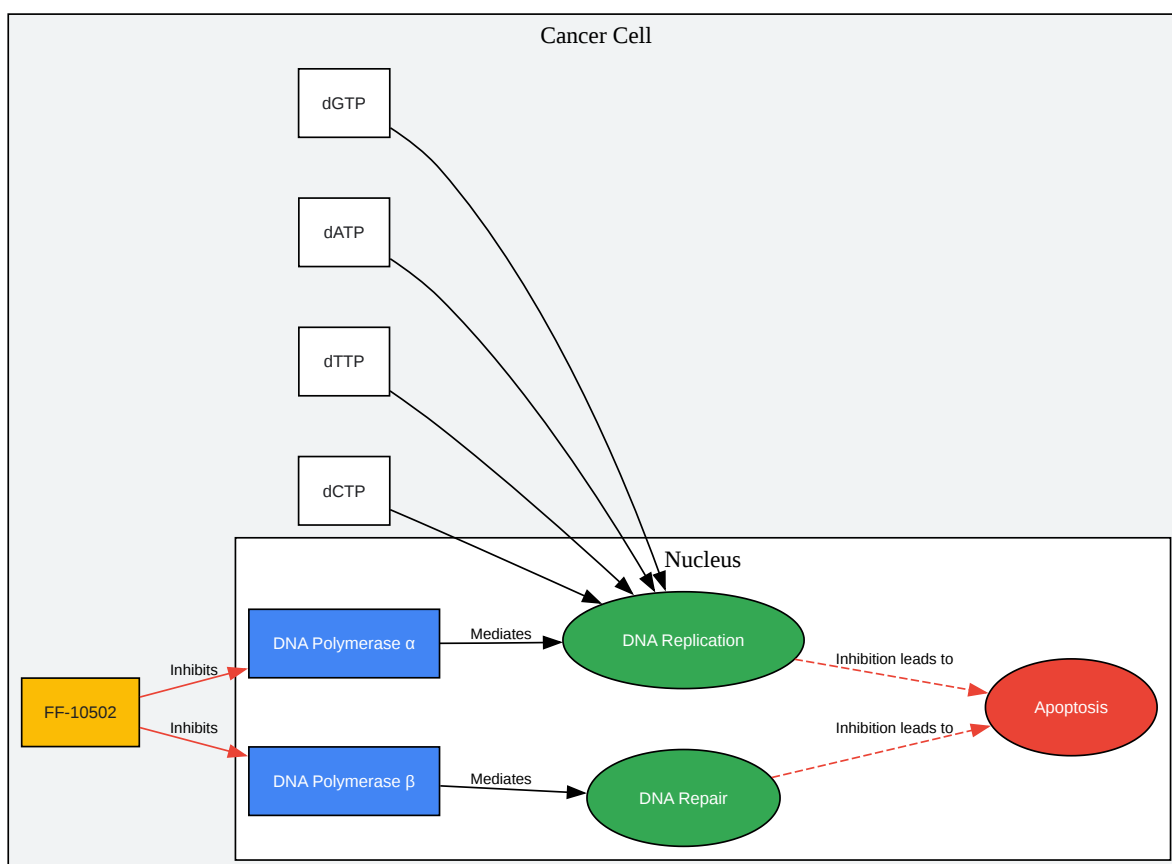 Cancer Cell
dGTP
dATP
dTTP
dCTP
Nucleus
DNA Polymerase α
Mediates
DNA Replication
Inhibits
Inhibition leads to
FF-10502
Apoptosis
Inhibits
Inhibition leads to
DNA Polymerase β
Mediates
DNA Repair